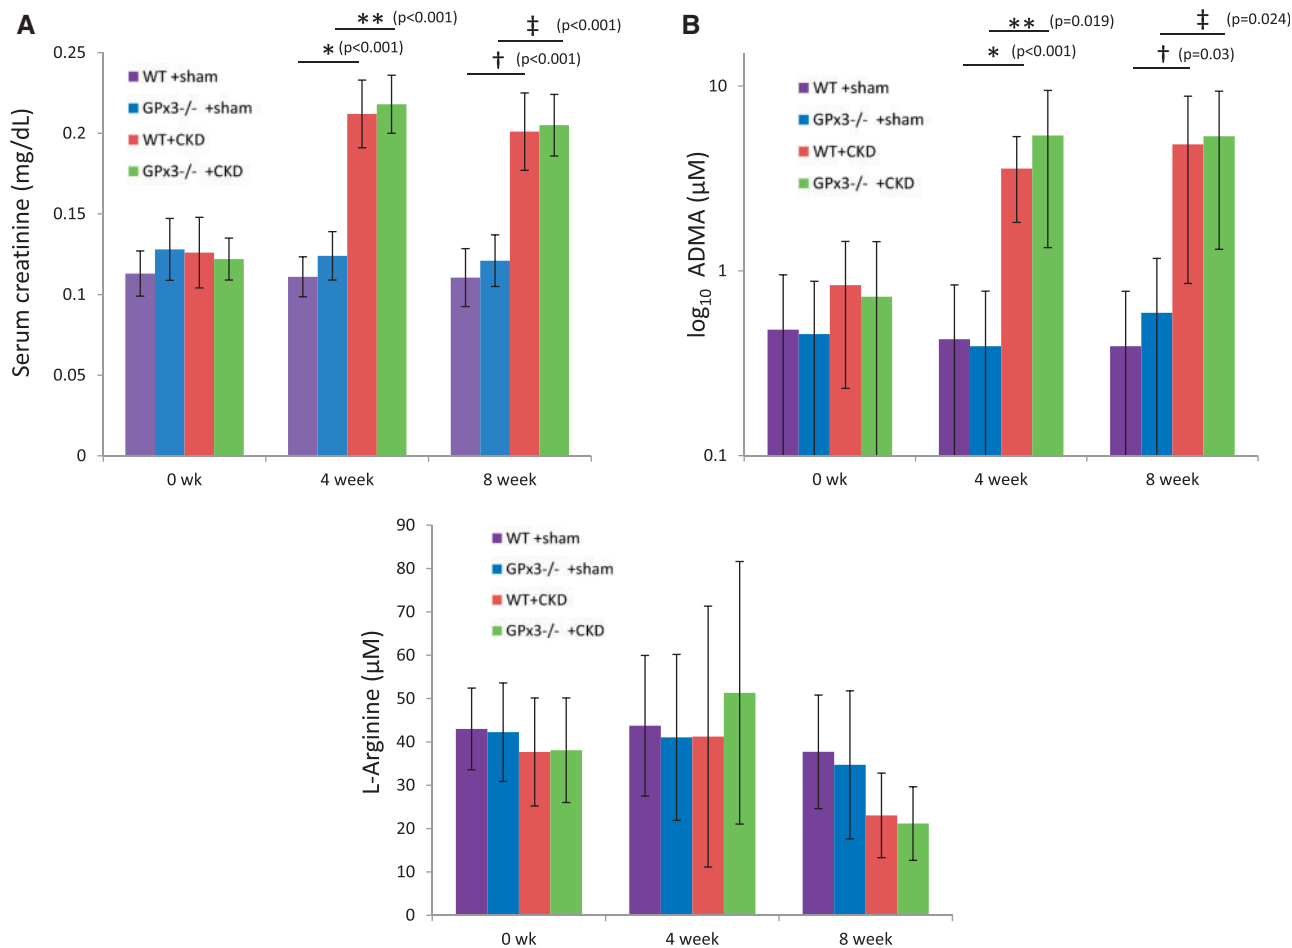 A
** (p<0.001)
‡ (p<0.001)
* (p<0.001)
† (p<0.001)
0.25
0.2
0.15
0.1
0.05
0
Serum creatinine (mg/dL)
WT +sham
GPx3-/- +sham
WT+CKD
GPx3-/- +CKD
0 wk
4 week
8 week
B
** (p=0.019)
‡ (p=0.024)
* (p<0.001)
† (p=0.03)
10
1
0.1
log10 ADMA (µM)
WT +sham
GPx3-/- +sham
WT+CKD
GPx3-/- +CKD
0 wk
4 week
8 week
90
80
70
60
50
40
30
20
10
0
L-Arginine (µM)
WT +sham
GPx3-/- +sham
WT+CKD
GPx3-/- +CKD
0 wk
4 week
8 week